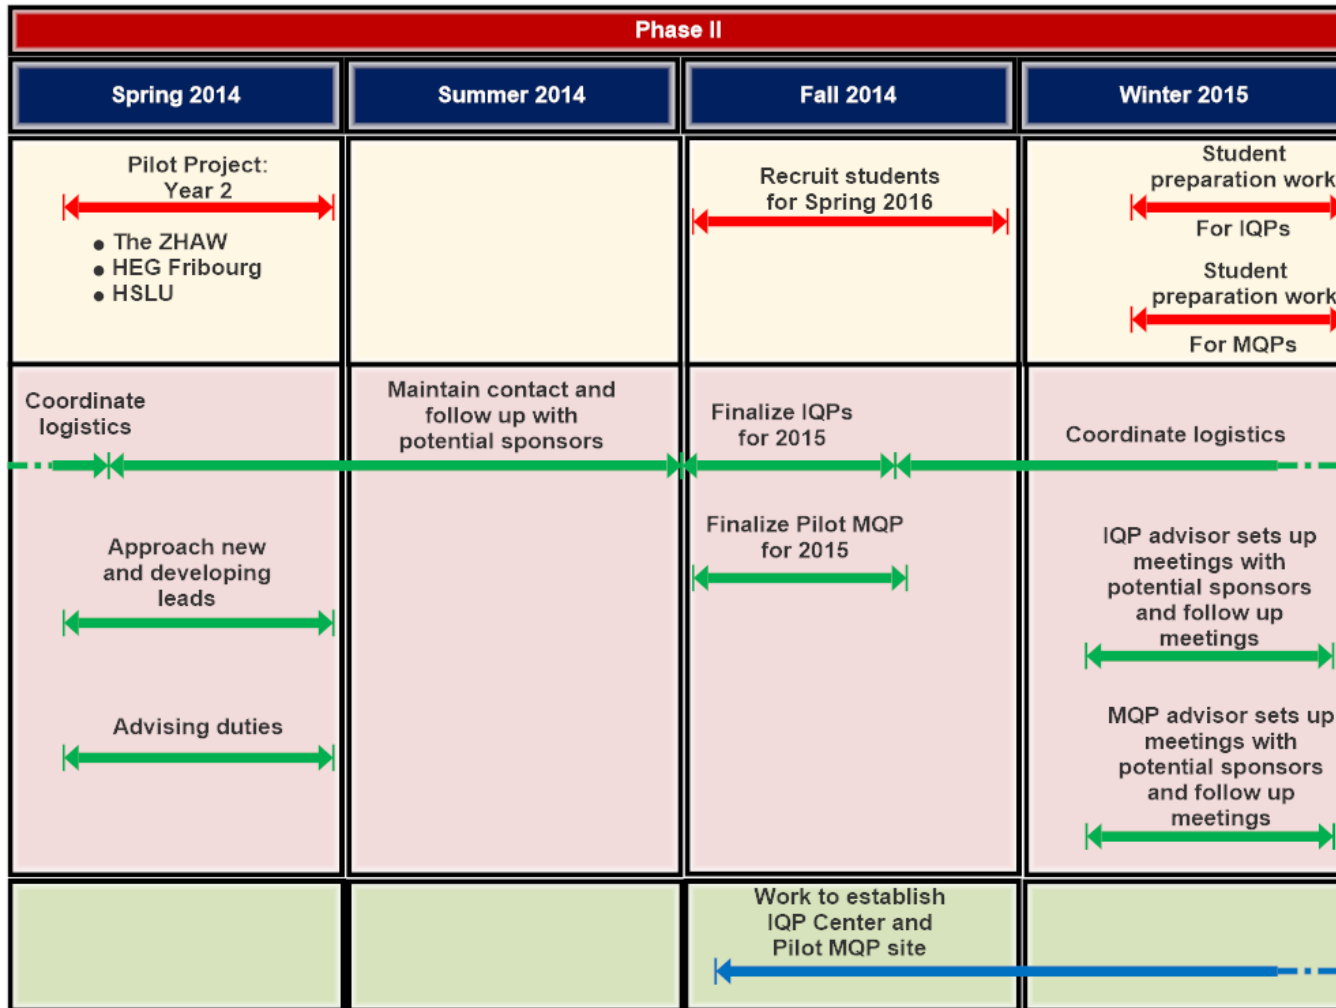 Phase II
Spring 2014
Summer 2014
Fall 2014
Winter 2015
Pilot Project:
Year 2
• The ZHAW
• HEG Fribourg
• HSLU
Recruit students
for Spring 2016
Student
preparation work
For IQPs
Student
preparation work
For MQPs
Coordinate
logistics
Maintain contact and
follow up with
potential sponsors
Finalize IQPs
for 2015
Coordinate logistics
Approach new
and developing
leads
Finalize Pilot MQP
for 2015
IQP advisor sets up
meetings with
potential sponsors
and follow up
meetings
Advising duties
MQP advisor sets up
meetings with
potential sponsors
and follow up
meetings
Work to establish
IQP Center and
Pilot MQP site